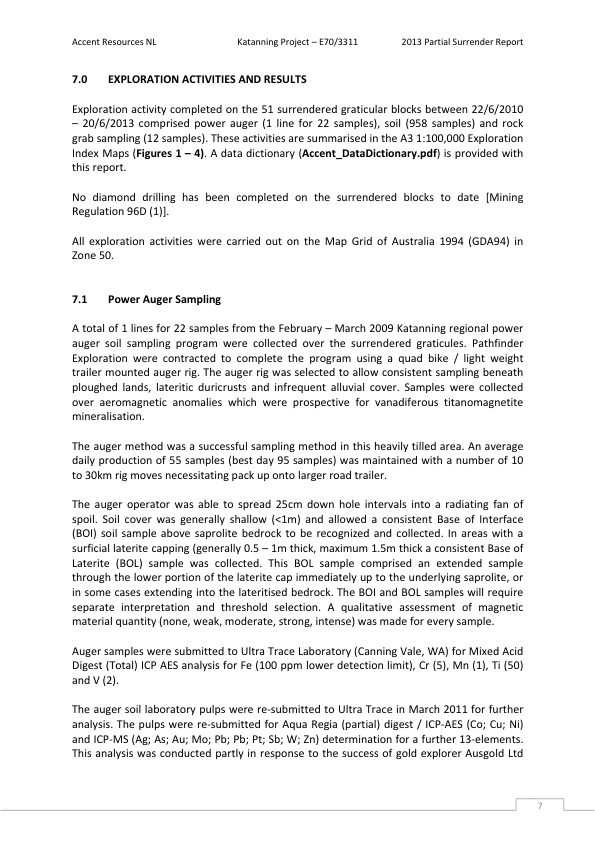 Accent Resources NL Katanning Project – E70/3311 2013 Partial Surrender Report
7.0 EXPLORATION ACTIVITIES AND RESULTS
Exploration activity completed on the 51 surrendered graticular blocks between 22/6/2010
– 20/6/2013 comprised power auger (1 line for 22 samples), soil (958 samples) and rock
grab sampling (12 samples). These activities are summarised in the A3 1:100,000 Exploration
Index Maps (Figures 1 – 4). A data dictionary (Accent_DataDictionary.pdf) is provided with
this report.
No diamond drilling has been completed on the surrendered blocks to date [Mining
Regulation 96D (1)].
All exploration activities were carried out on the Map Grid of Australia 1994 (GDA94) in
Zone 50.
7.1 Power Auger Sampling
A total of 1 lines for 22 samples from the February – March 2009 Katanning regional power
auger soil sampling program were collected over the surrendered graticules. Pathfinder
Exploration were contracted to complete the program using a quad bike / light weight
trailer mounted auger rig. The auger rig was selected to allow consistent sampling beneath
ploughed lands, lateritic duricrusts and infrequent alluvial cover. Samples were collected
over aeromagnetic anomalies which were prospective for vanadiferous titanomagnetite
mineralisation.
The auger method was a successful sampling method in this heavily tilled area. An average
daily production of 55 samples (best day 95 samples) was maintained with a number of 10
to 30km rig moves necessitating pack up onto larger road trailer.
The auger operator was able to spread 25cm down hole intervals into a radiating fan of
spoil. Soil cover was generally shallow (<1m) and allowed a consistent Base of Interface
(BOI) soil sample above saprolite bedrock to be recognized and collected. In areas with a
surficial laterite capping (generally 0.5 – 1m thick, maximum 1.5m thick a consistent Base of
Laterite (BOL) sample was collected. This BOL sample comprised an extended sample
through the lower portion of the laterite cap immediately up to the underlying saprolite, or
in some cases extending into the lateritised bedrock. The BOI and BOL samples will require
separate interpretation and threshold selection. A qualitative assessment of magnetic
material quantity (none, weak, moderate, strong, intense) was made for every sample.
Auger samples were submitted to Ultra Trace Laboratory (Canning Vale, WA) for Mixed Acid
Digest (Total) ICP AES analysis for Fe (100 ppm lower detection limit), Cr (5), Mn (1), Ti (50)
and V (2).
The auger soil laboratory pulps were re-submitted to Ultra Trace in March 2011 for further
analysis. The pulps were re-submitted for Aqua Regia (partial) digest / ICP-AES (Co; Cu; Ni)
and ICP-MS (Ag; As; Au; Mo; Pb; Pb; Pt; Sb; W; Zn) determination for a further 13-elements.
This analysis was conducted partly in response to the success of gold explorer Ausgold Ltd
7